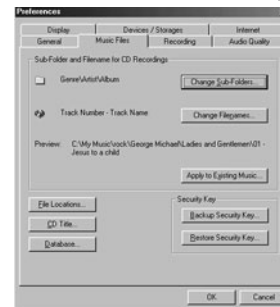 Preferences
Display Devices / Storages Internet
General Music Files Recording Audio Quality
Sub-Folder and Filename for CD Recordings
Genre\Artist\Album Change Sub-Folders...
Track Number - Track Name Change Filenames...
Preview: C:\My Music\rock\George Michael\Ladies and Gentlemen\01 -
Jesus to a child
Apply to Existing Music...
File Locations... Security Key
CD Title... Backup Security Key...
Database... Restore Security Key...
OK Cancel